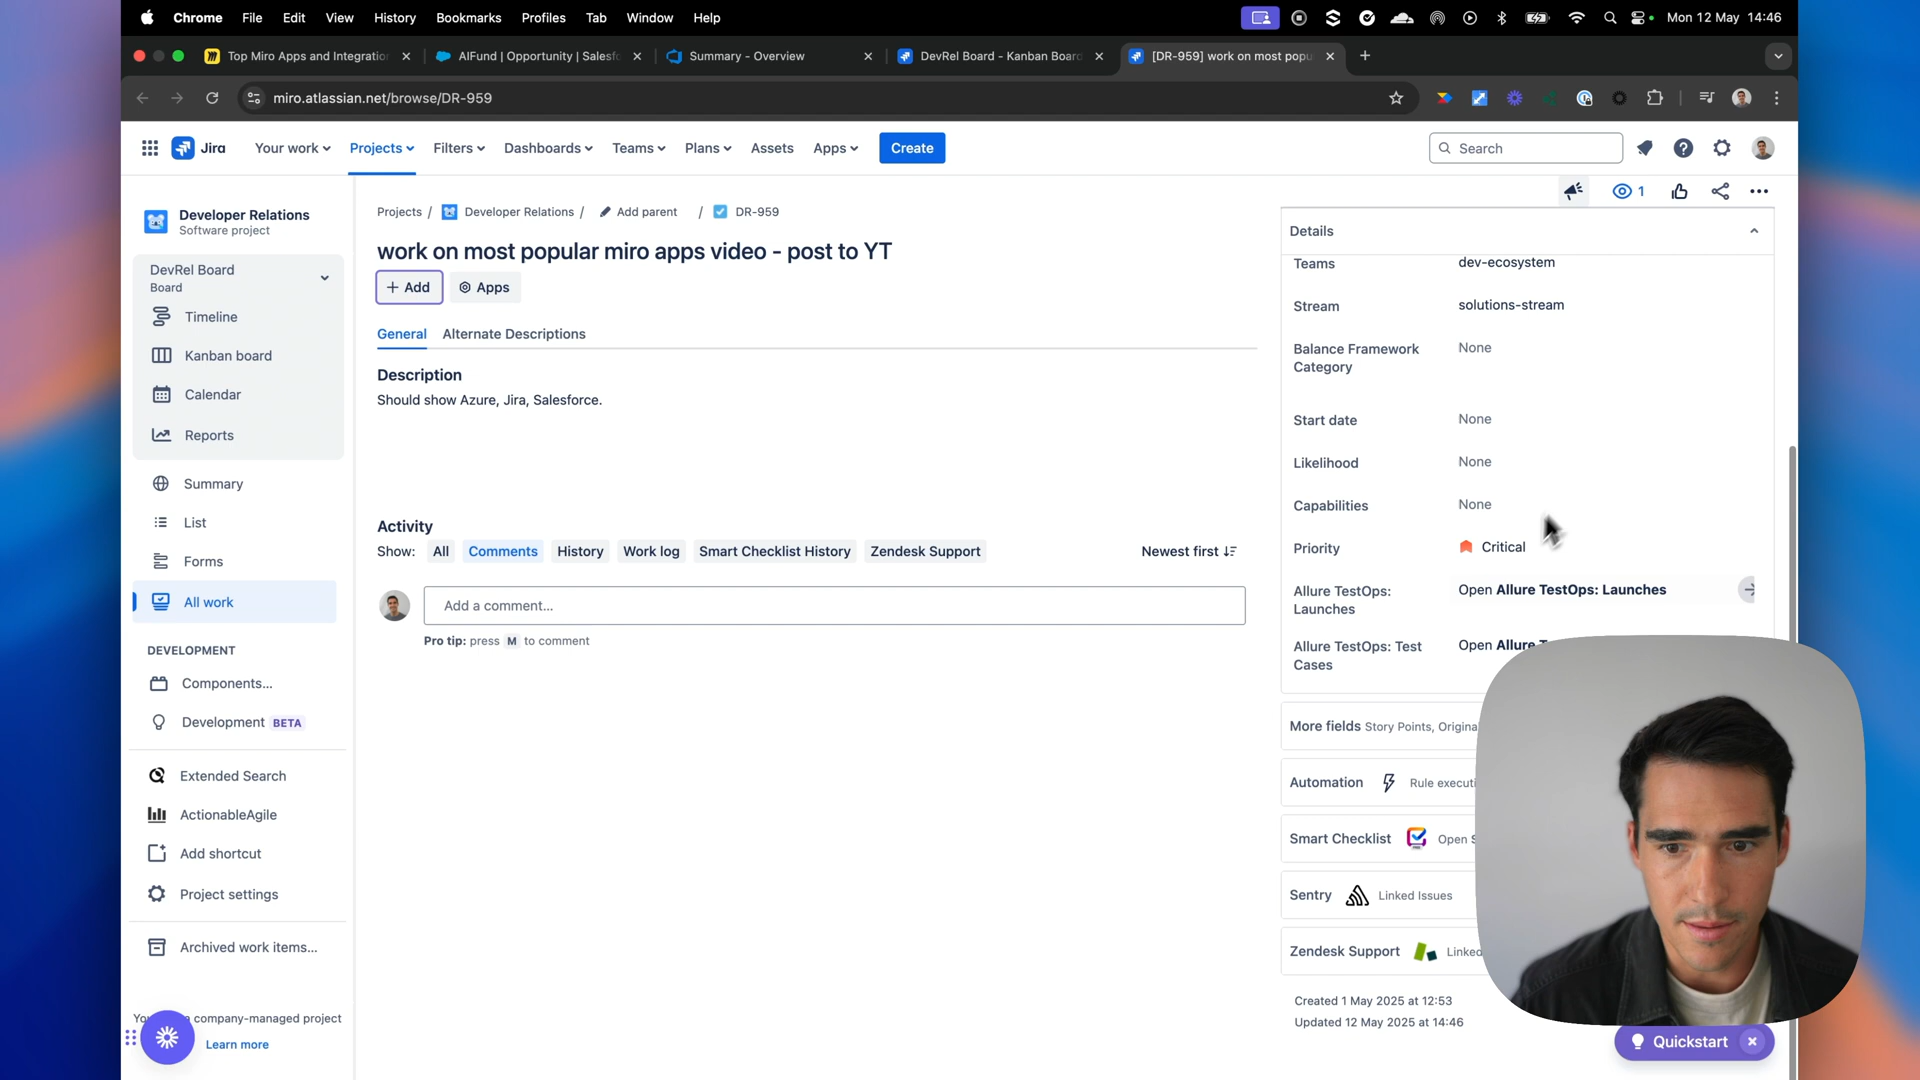 Chrome File Edit View History Bookmarks Profiles Tab Window Help Mon 12 May 14:46
Top Miro Apps and Integration AIFund | Opportunity | Salesfo Summary - Overview DevRel Board - Kanban Board [DR-959] work on most popu
miro.atlassian.net/browse/DR-959
Jira Your work Projects Filters Dashboards Teams Plans Assets Apps Create Search
1
Developer Relations
Software project
DevRel Board
Board
Timeline
Kanban board
Calendar
Reports
Summary
List
Forms
All work
DEVELOPMENT
Components...
Development BETA
Extended Search
ActionableAgile
Add shortcut
Project settings
Archived work items...
company-managed project
Learn more
Projects / Developer Relations / Add parent / DR-959
work on most popular miro apps video - post to YT
+ Add Apps
General Alternate Descriptions
Description
Should show Azure, Jira, Salesforce.
Activity
Show: All Comments History Work log Smart Checklist History Zendesk Support Newest first
Add a comment...
Pro tip: press M to comment
Details
Teams dev-ecosystem
Stream solutions-stream
Balance Framework Category None
Start date None
Likelihood None
Capabilities None
Priority Critical
Allure TestOps: Launches Open Allure TestOps: Launches
Allure TestOps: Test Cases Open Allure
More fields Story Points, Origina
Automation Rule executi
Smart Checklist Open
Sentry Linked Issues
Zendesk Support Linked
Created 1 May 2025 at 12:53
Updated 12 May 2025 at 14:46
Quickstart